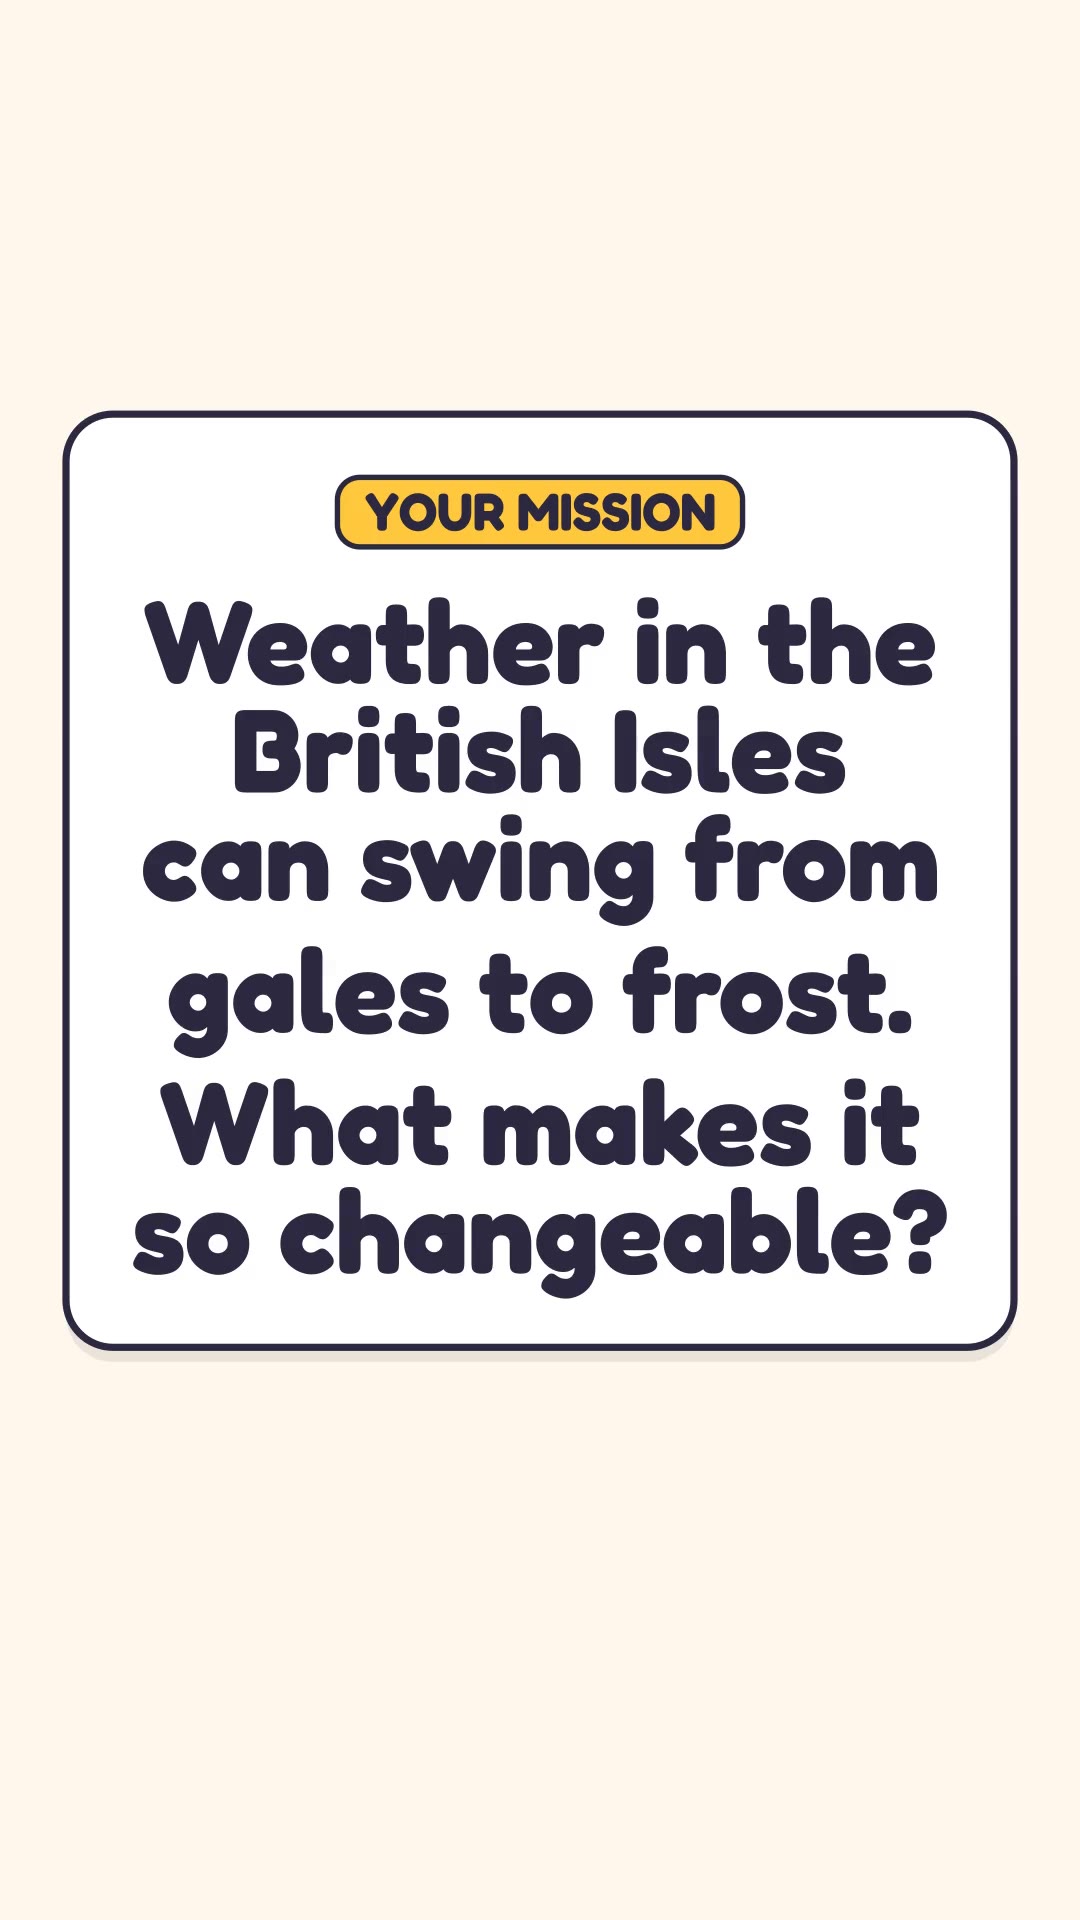 YOUR MISSION
Weather in the
British Isles
can swing from
gales to frost.
What makes it
so changeable?